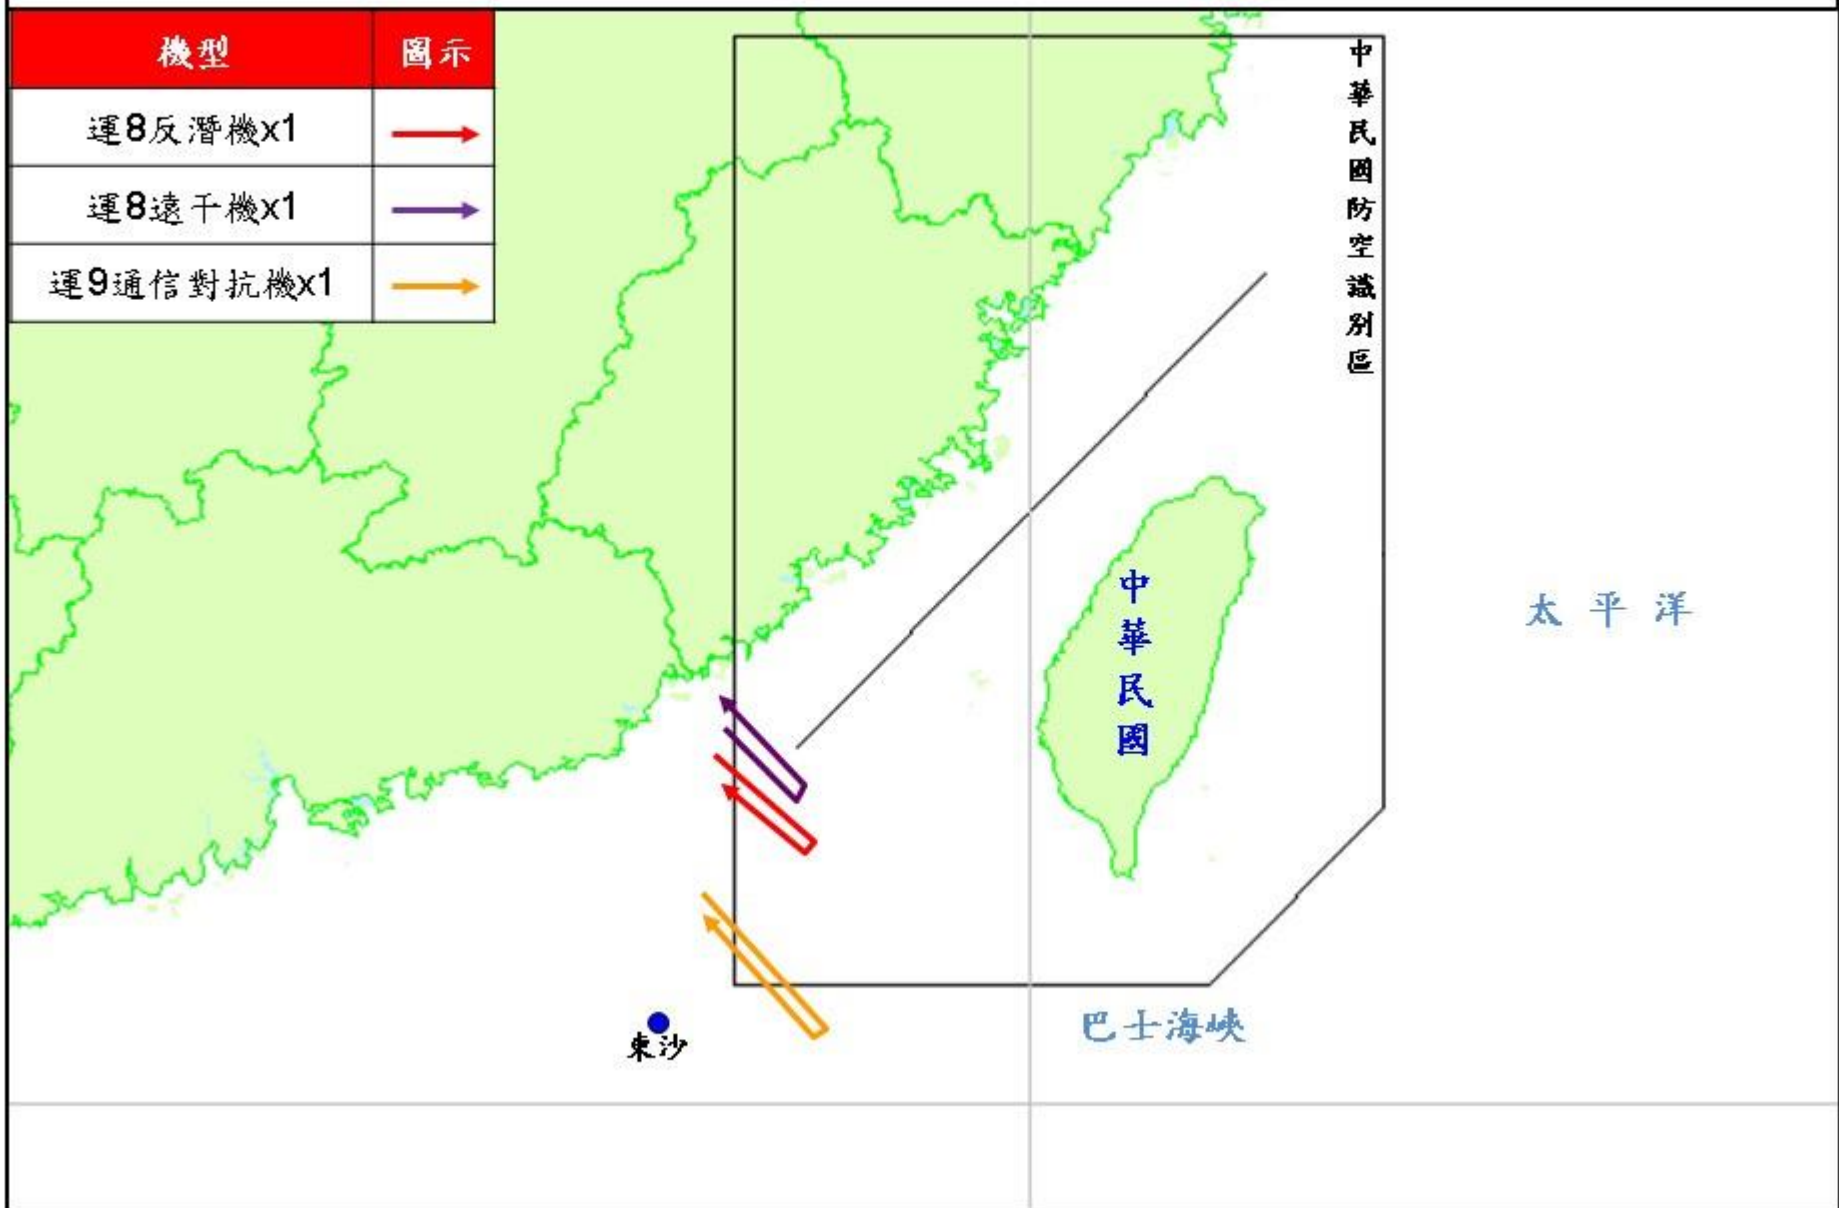 機型 圖示
運8反潛機x1
運8遠干機x1
運9通信對抗機x1
中華民國防空識別區
中華民國
太平洋
巴士海峽
東沙